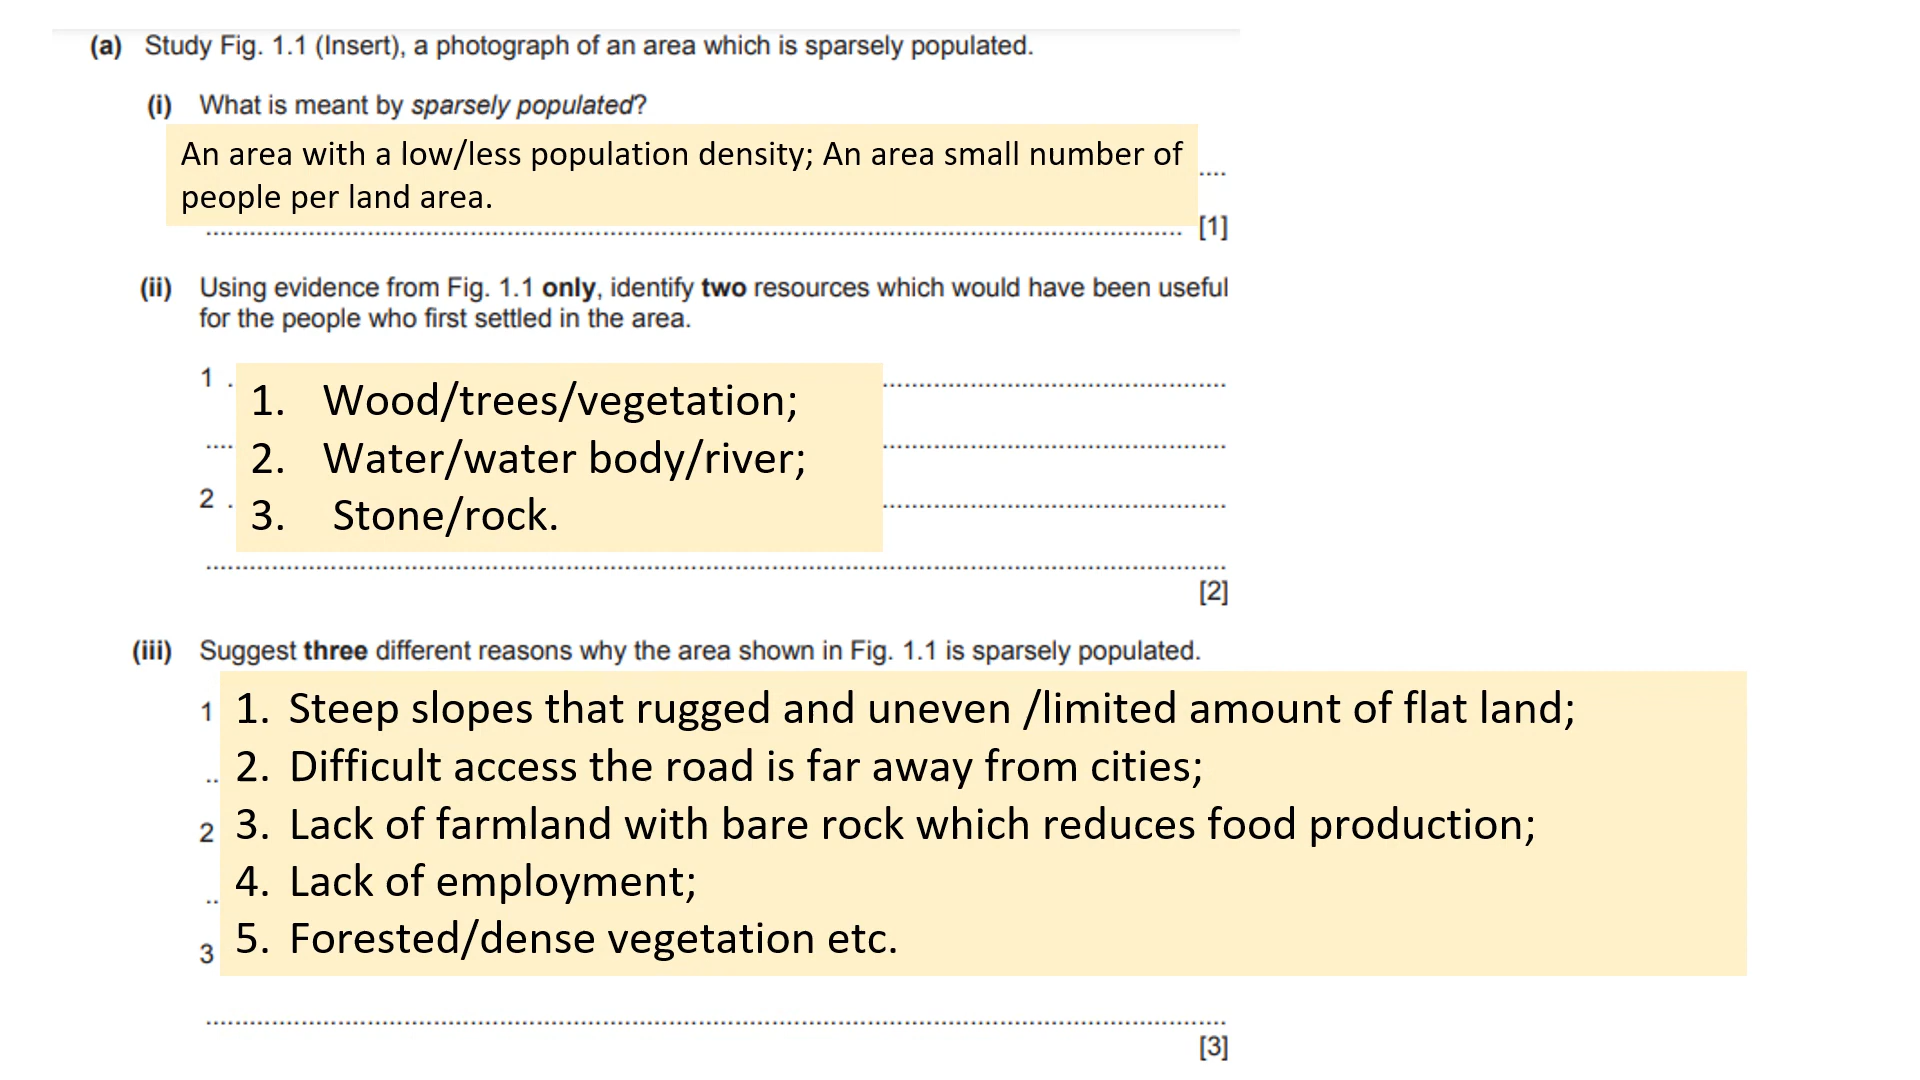 (a) Study Fig. 1.1 (Insert), a photograph of an area which is sparsely populated.
(i) What is meant by sparsely populated?
An area with a low/less population density; An area small number of
people per land area.
[1]
(ii) Using evidence from Fig. 1.1 only, identify two resources which would have been useful
for the people who first settled in the area.
1
1. Wood/trees/vegetation;
2. Water/water body/river;
2
3. Stone/rock.
[2]
(iii) Suggest three different reasons why the area shown in Fig. 1.1 is sparsely populated.
1
1. Steep slopes that rugged and uneven /limited amount of flat land;
2. Difficult access the road is far away from cities;
2
3. Lack of farmland with bare rock which reduces food production;
4. Lack of employment;
3
5. Forested/dense vegetation etc.
[3]